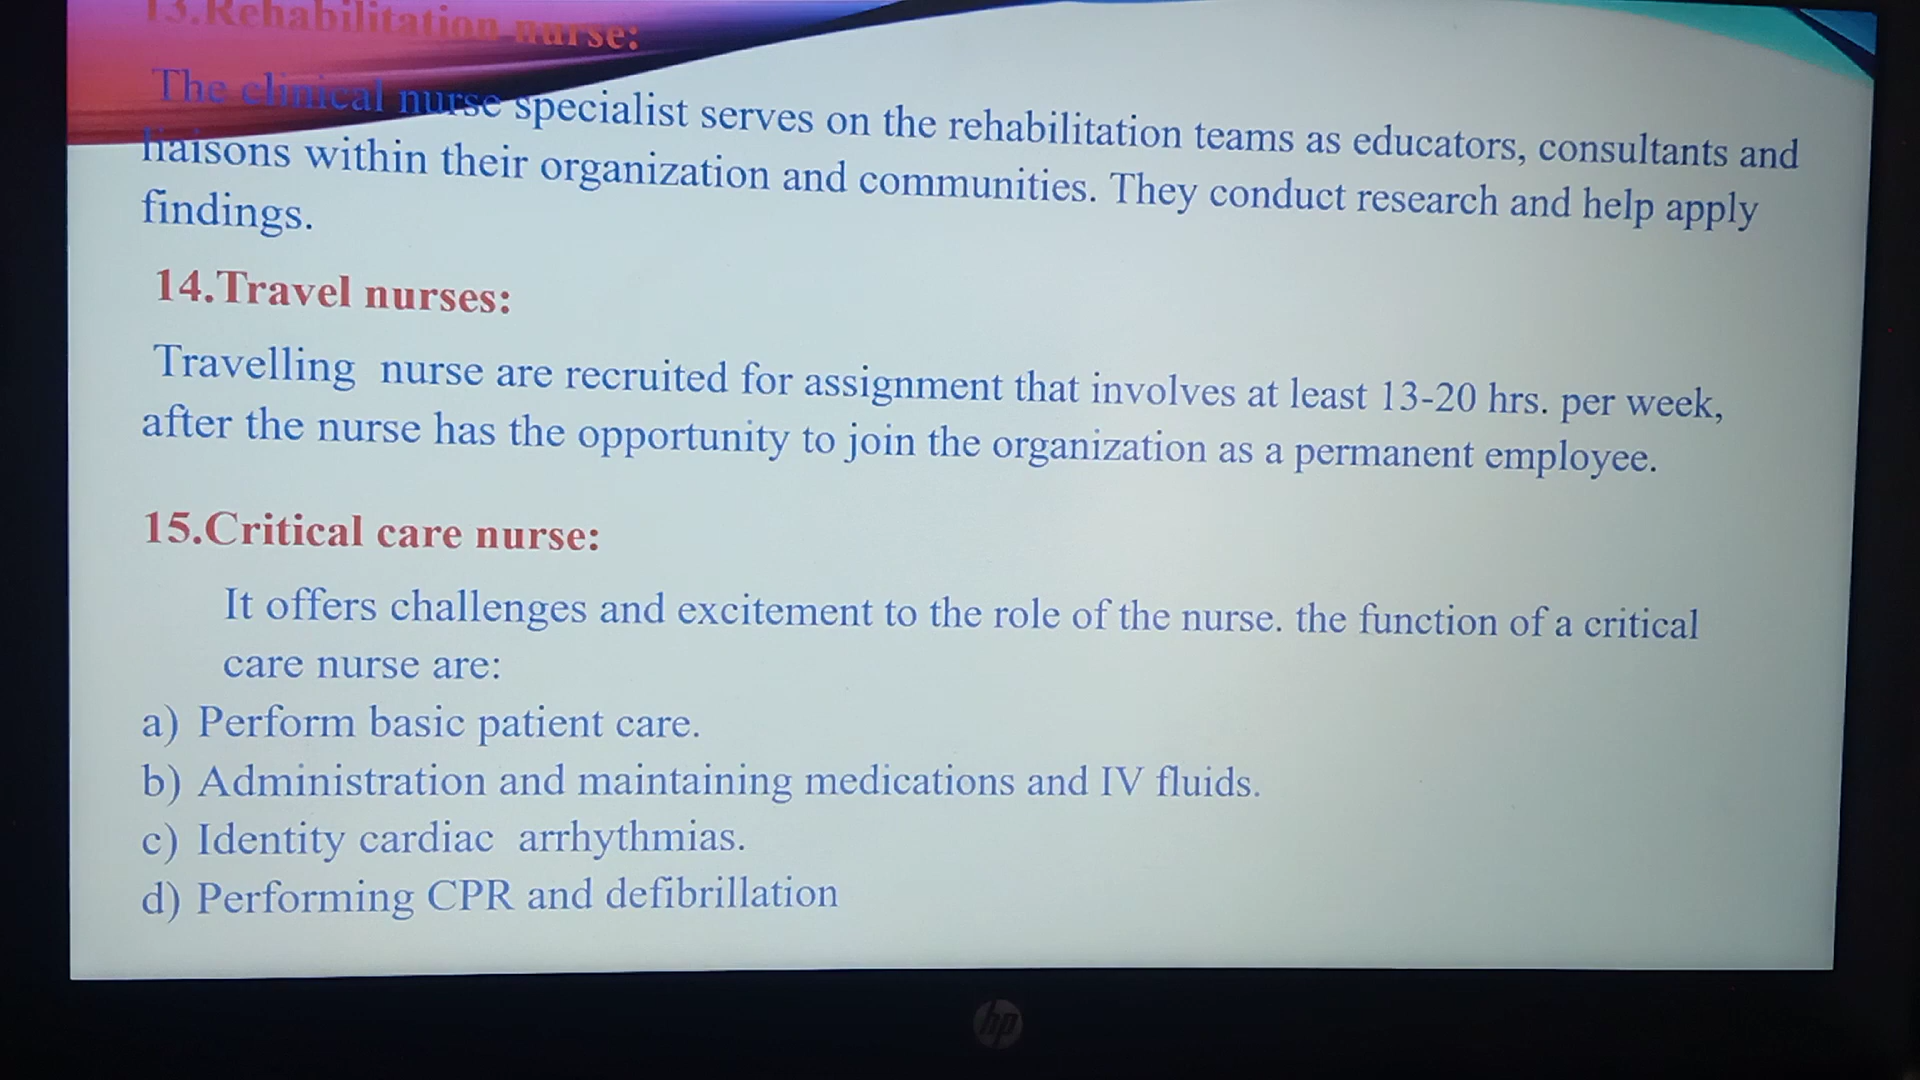 13.Rehabilitation nurse:
The clinical nurse specialist serves on the rehabilitation teams as educators, consultants and
liaisons within their organization and communities. They conduct research and help apply
findings.
14.Travel nurses:
Travelling nurse are recruited for assignment that involves at least 13-20 hrs. per week,
after the nurse has the opportunity to join the organization as a permanent employee.
15.Critical care nurse:
It offers challenges and excitement to the role of the nurse. the function of a critical
care nurse are:
a) Perform basic patient care.
b) Administration and maintaining medications and IV fluids.
c) Identity cardiac arrhythmias.
d) Performing CPR and defibrillation
hp